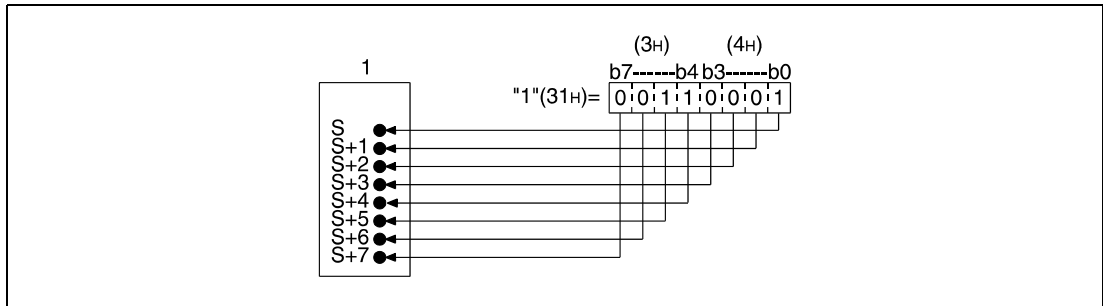 (3H) (4H)
1
b7------b4 b3------b0
"1"(31H)= 0 0 1 1 0 0 0 1
S
S+1
S+2
S+3
S+4
S+5
S+6
S+7